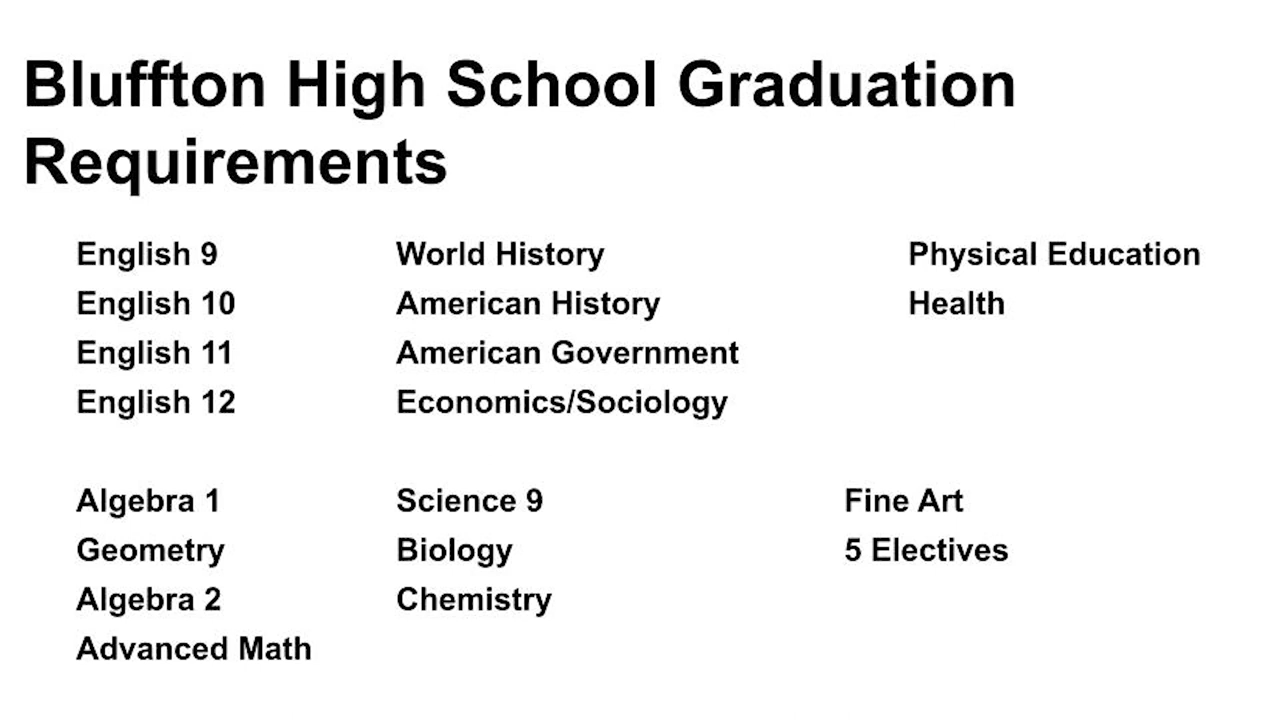 Bluffton High School Graduation
Requirements
English 9
English 10
English 11
English 12
World History
American History
American Government
Economics/Sociology
Physical Education
Health
Algebra 1
Geometry
Algebra 2
Advanced Math
Science 9
Biology
Chemistry
Fine Art
5 Electives